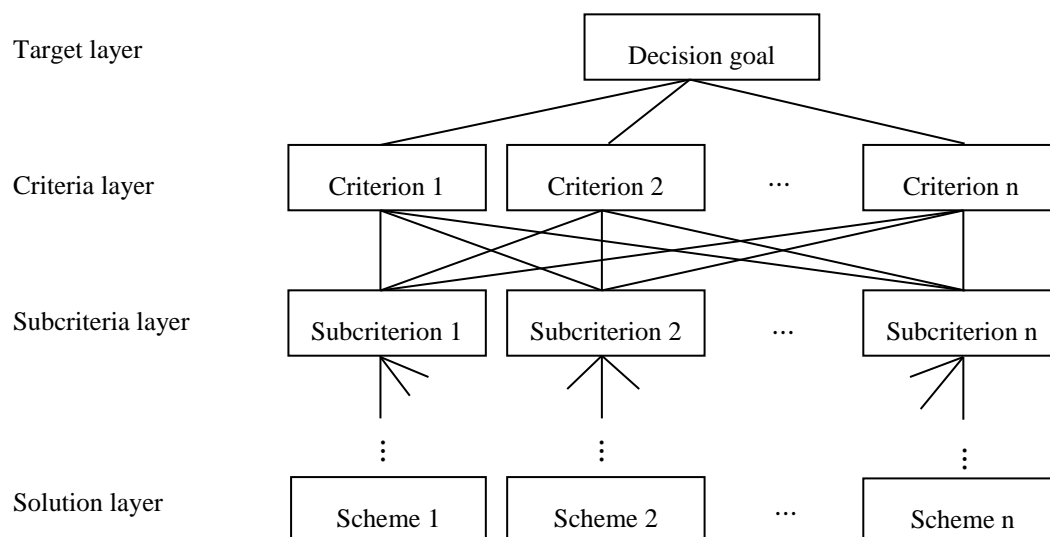 Target layer
Decision goal
Criteria layer
Criterion 1
Criterion 2
...
Criterion n
Subcriteria layer
Subcriterion 1
Subcriterion 2
...
Subcriterion n
...
...
...
Solution layer
Scheme 1
Scheme 2
...
Scheme n